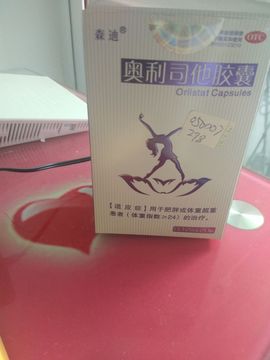 森迪®
OTC
奥利司他胶囊
Orlistat Capsules
【适应症】用于肥胖或体重超重
患者（体重指数≥24）的治疗。